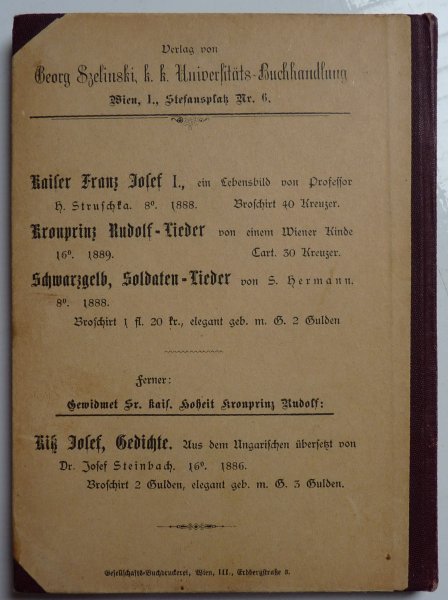 Verlag von
Georg Szelinski, k. k. Universitäts-Buchhandlung
Wien, I., Stefansplatz Nr. 6.
Kaiser Franz Josef I., ein Lebensbild von Professor
H. Struschka. 8º. 1888. Broschirt 40 Kreuzer.
Kronprinz Rudolf-Lieder von einem Wiener Kinde
16º. 1889. Cart. 30 Kreuzer.
Schwarzgelb, Soldaten-Lieder von S. Hermann.
8º. 1888.
Broschirt 1 fl. 20 kr., elegant geb. m. G. 2 Gulden
Ferner:
Gewidmet Sr. kais. Hoheit Kronprinz Rudolf:
Kiß Josef, Gedichte. Aus dem Ungarischen übersetzt von
Dr. Josef Steinbach. 16º. 1886.
Broschirt 2 Gulden, elegant geb. m G. 3 Gulden.
Gesellschafts-Buchdruckerei, Wien, III., Erdbergstraße 3.